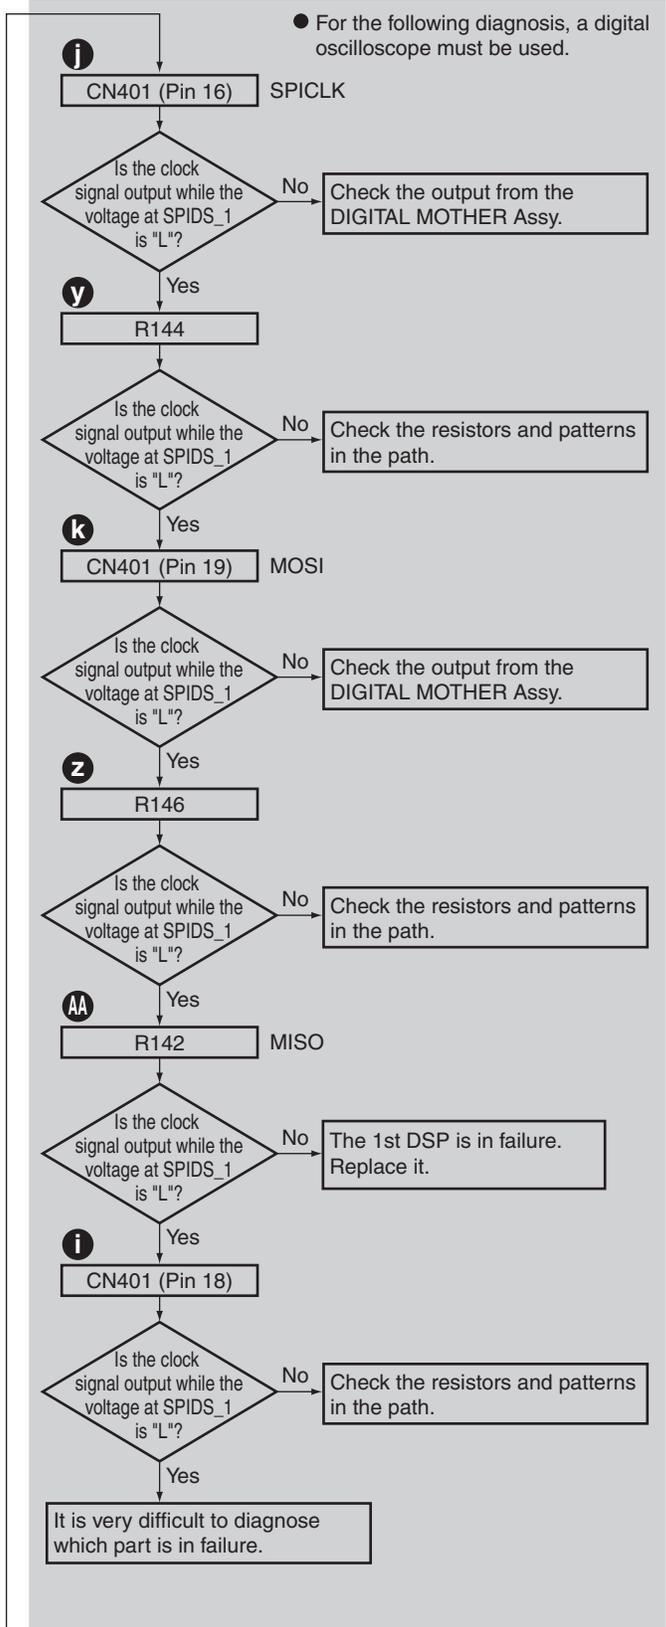 ● For the following diagnosis, a digital
oscilloscope must be used.
j
CN401 (Pin 16) SPICLK
Is the clock
signal output while the
voltage at SPIDS_1
is "L"?
No
Check the output from the
DIGITAL MOTHER Assy.
Yes
y
R144
Is the clock
signal output while the
voltage at SPIDS_1
is "L"?
No
Check the resistors and patterns
in the path.
Yes
k
CN401 (Pin 19) MOSI
Is the clock
signal output while the
voltage at SPIDS_1
is "L"?
No
Check the output from the
DIGITAL MOTHER Assy.
Yes
z
R146
Is the clock
signal output while the
voltage at SPIDS_1
is "L"?
No
Check the resistors and patterns
in the path.
Yes
AA
R142 MISO
Is the clock
signal output while the
voltage at SPIDS_1
is "L"?
No
The 1st DSP is in failure.
Replace it.
Yes
i
CN401 (Pin 18)
Is the clock
signal output while the
voltage at SPIDS_1
is "L"?
No
Check the resistors and patterns
in the path.
Yes
It is very difficult to diagnose
which part is in failure.